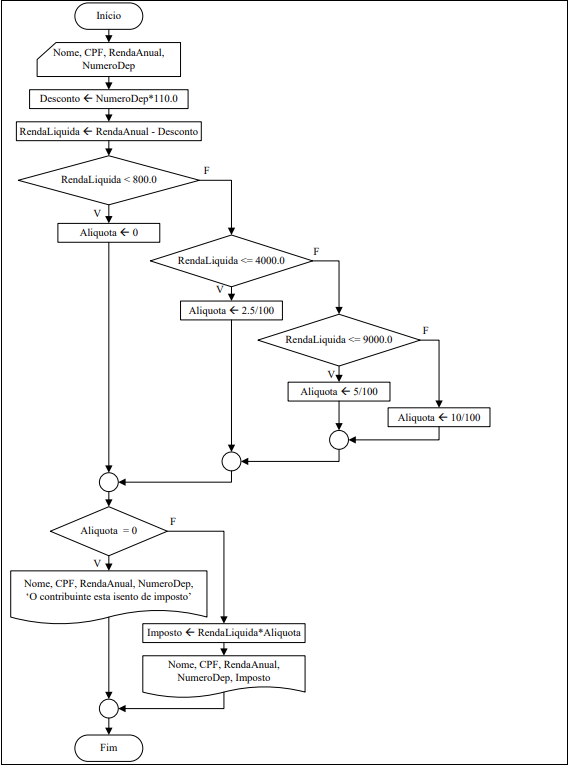 Início
Nome, CPF, RendaAnual,
NumeroDep
Desconto ← NumeroDep*110.0
RendaLiquida ← RendaAnual - Desconto
RendaLiquida < 800.0
F
V
Aliquota ← 0
RendaLiquida <= 4000.0
F
V
Aliquota ← 2.5/100
RendaLiquida <= 9000.0
F
V
Aliquota ← 5/100
Aliquota ← 10/100
Aliquota = 0
F
V
Nome, CPF, RendaAnual, NumeroDep,
‘O contribuinte esta isento de imposto’
Imposto ← RendaLiquida*Aliquota
Nome, CPF, RendaAnual,
NumeroDep, Imposto
Fim